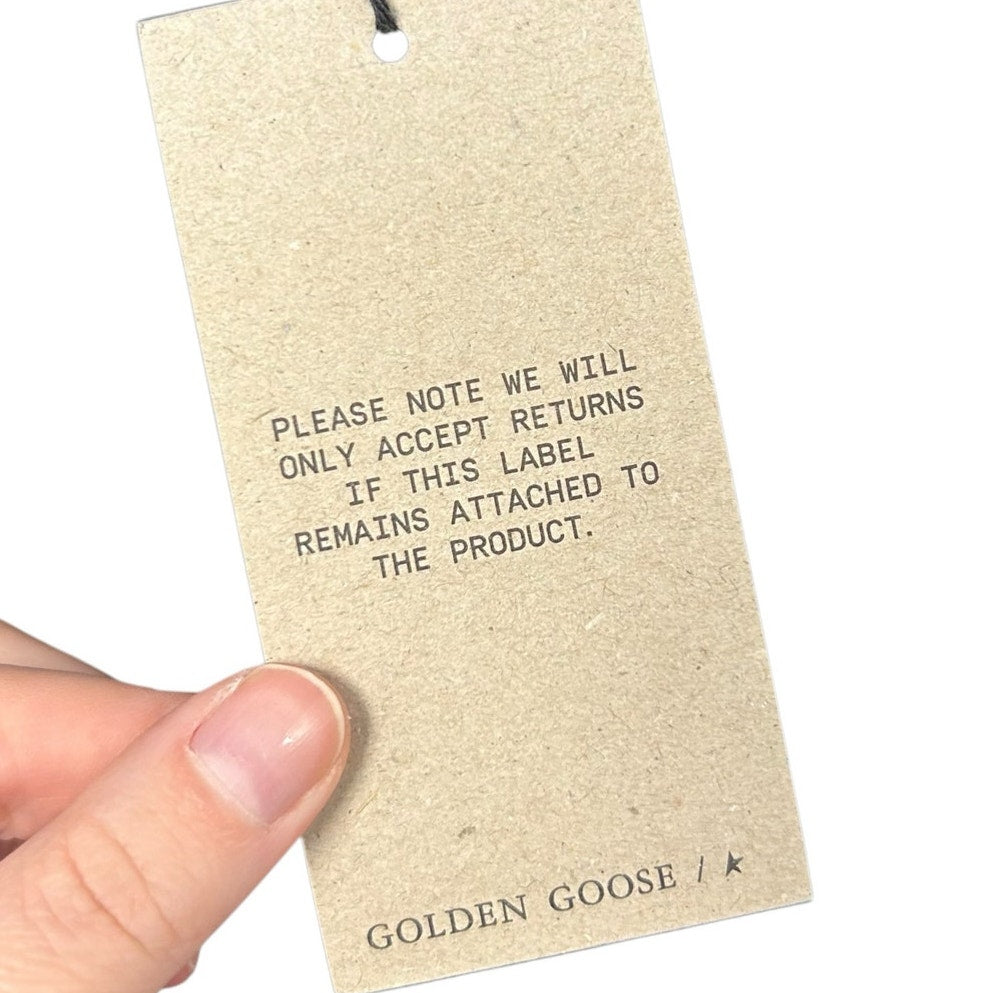 PLEASE NOTE WE WILL
ONLY ACCEPT RETURNS
IF THIS LABEL
REMAINS ATTACHED TO
THE PRODUCT.
GOLDEN GOOSE / ★